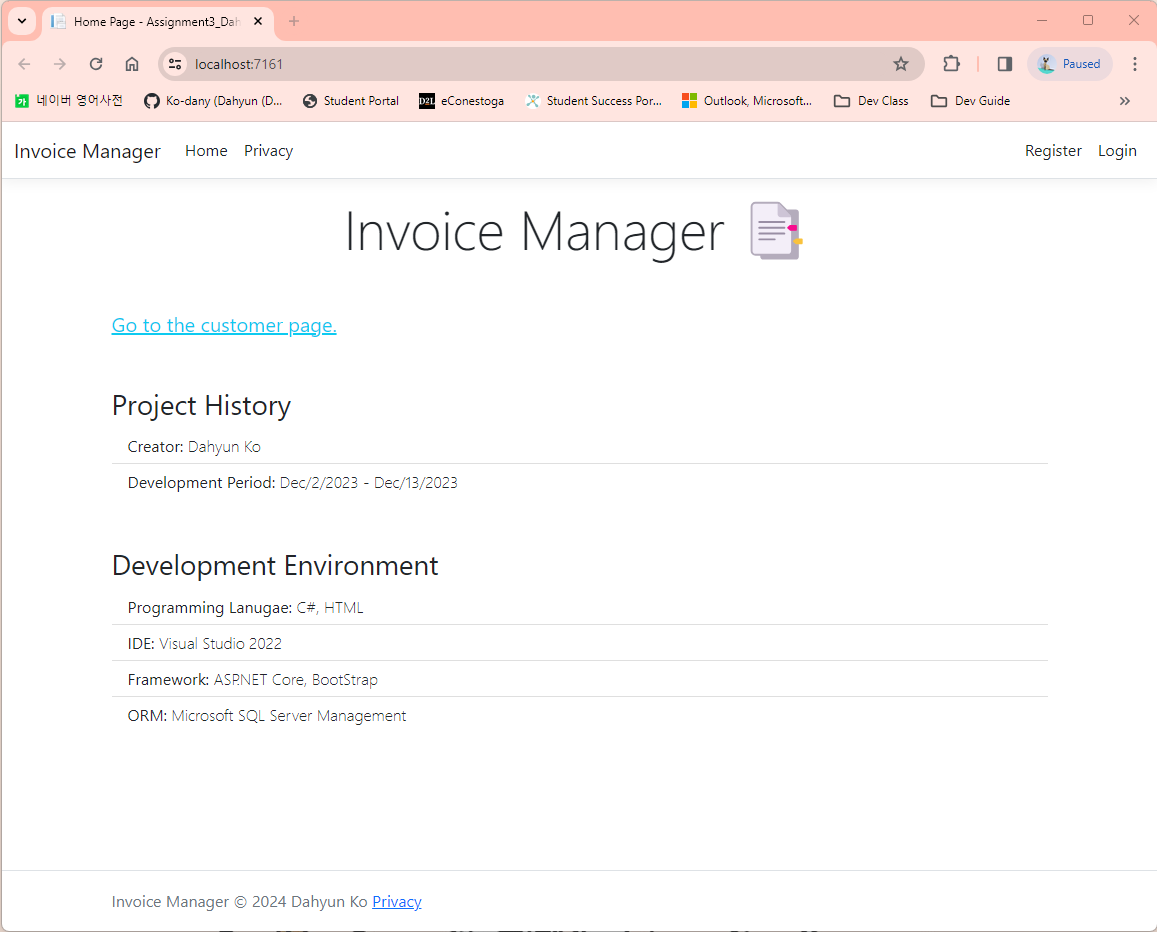 Home Page - Assignment3_Dah
localhost:7161
Paused
네이버 영어사전 Ko-dany (Dahyun (D... Student Portal D2L eConestoga Student Success Por... Outlook, Microsoft... Dev Class Dev Guide
Invoice Manager Home Privacy Register Login
Invoice Manager
Go to the customer page.
Project History
Creator: Dahyun Ko
Development Period: Dec/2/2023 - Dec/13/2023
Development Environment
Programming Lanugae: C#, HTML
IDE: Visual Studio 2022
Framework: ASP.NET Core, BootStrap
ORM: Microsoft SQL Server Management
Invoice Manager © 2024 Dahyun Ko Privacy